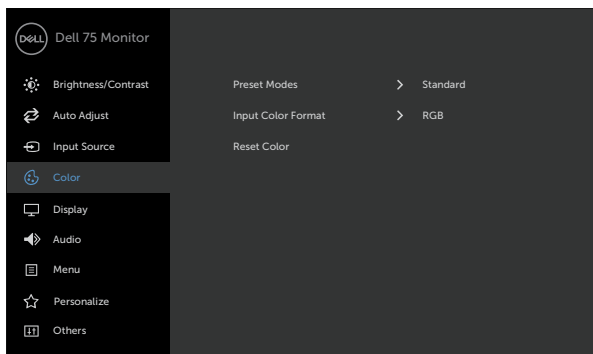 DELL Dell 75 Monitor
Brightness/Contrast Preset Modes > Standard
Auto Adjust Input Color Format > RGB
Input Source Reset Color
Color
Display
Audio
Menu
Personalize
Others